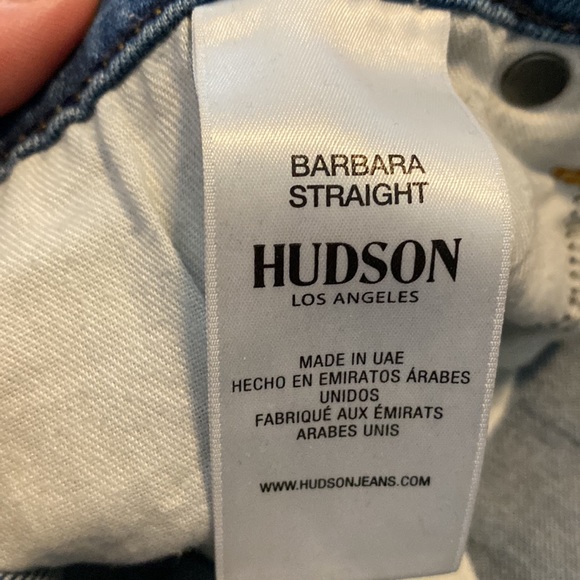 BARBARA
STRAIGHT
HUDSON
LOS ANGELES
MADE IN UAE
HECHO EN EMIRATOS ÁRABES
UNIDOS
FABRIQUÉ AUX ÉMIRATS
ARABES UNIS
WWW.HUDSONJEANS.COM